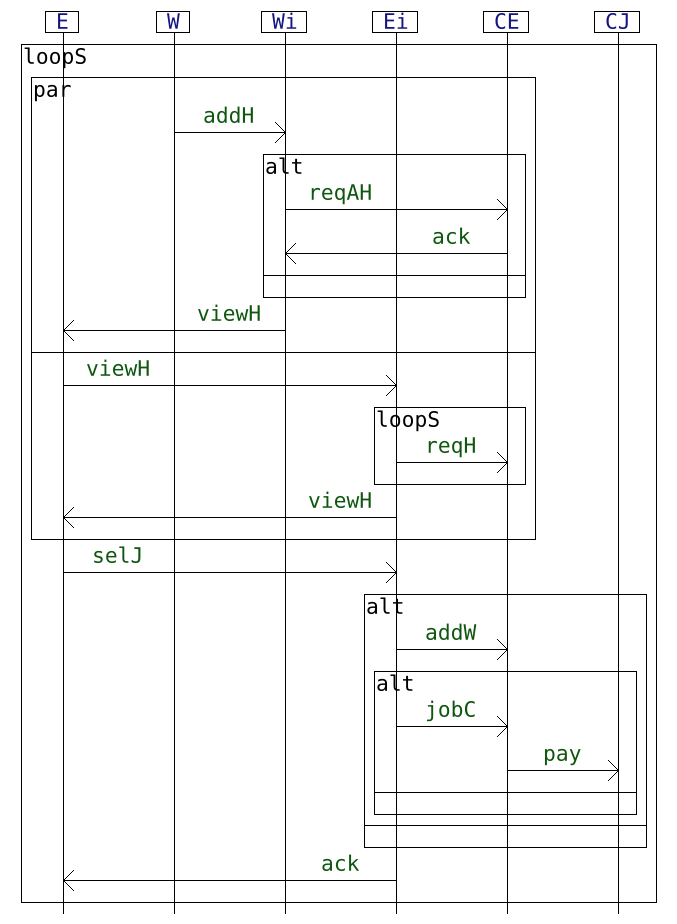 E W Wi Ei CE CJ
loopS
par
addH
alt
reqAH
ack
viewH
viewH
loopS
reqH
viewH
selJ
alt
addW
alt
jobC
pay
ack